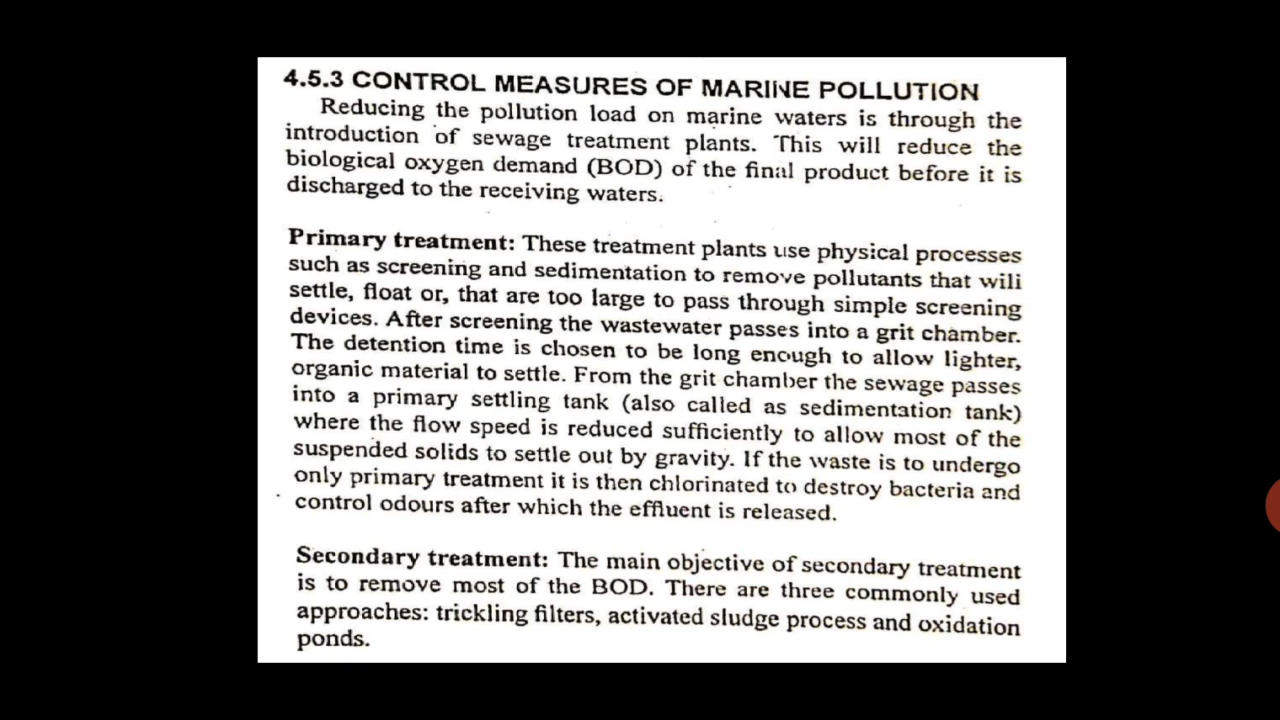 4.5.3 CONTROL MEASURES OF MARINE POLLUTION
Reducing the pollution load on marine waters is through the
introduction of sewage treatment plants. This will reduce the
biological oxygen demand (BOD) of the final product before it is
discharged to the receiving waters.
Primary treatment: These treatment plants use physical processes
such as screening and sedimentation to remove pollutants that will
settle, float or, that are too large to pass through simple screening
devices. After screening the wastewater passes into a grit chamber.
The detention time is chosen to be long enough to allow lighter,
organic material to settle. From the grit chamber the sewage passes
into a primary settling tank (also called as sedimentation tank)
where the flow speed is reduced sufficiently to allow most of the
suspended solids to settle out by gravity. If the waste is to undergo
only primary treatment it is then chlorinated to destroy bacteria and
control odours after which the effluent is released.
Secondary treatment: The main objective of secondary treatment
is to remove most of the BOD. There are three commonly used
approaches: trickling filters, activated sludge process and oxidation
ponds.